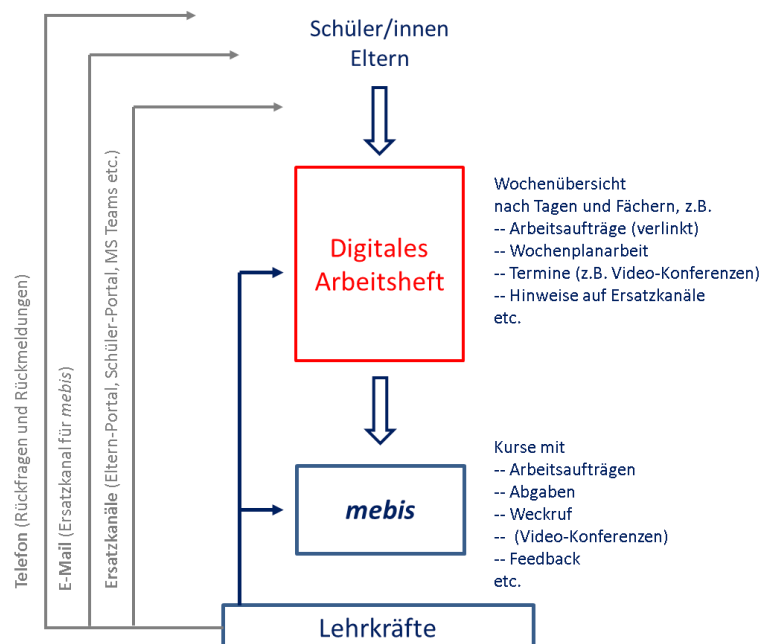 Schüler/innen
Eltern
Digitales
Arbeitsheft
Wochenübersicht
nach Tagen und Fächern, z.B.
-- Arbeitsaufträge (verlinkt)
-- Wochenplanarbeit
-- Termine (z.B. Video-Konferenzen)
-- Hinweise auf Ersatzkanäle
etc.
mebis
Kurse mit
-- Arbeitsaufträgen
-- Abgaben
-- Weckruf
-- (Video-Konferenzen)
-- Feedback
etc.
Lehrkräfte
Telefon (Rückfragen und Rückmeldungen)
E-Mail (Ersatzkanal für mebis)
Ersatzkanäle (Eltern-Portal, Schüler-Portal, MS Teams etc.)